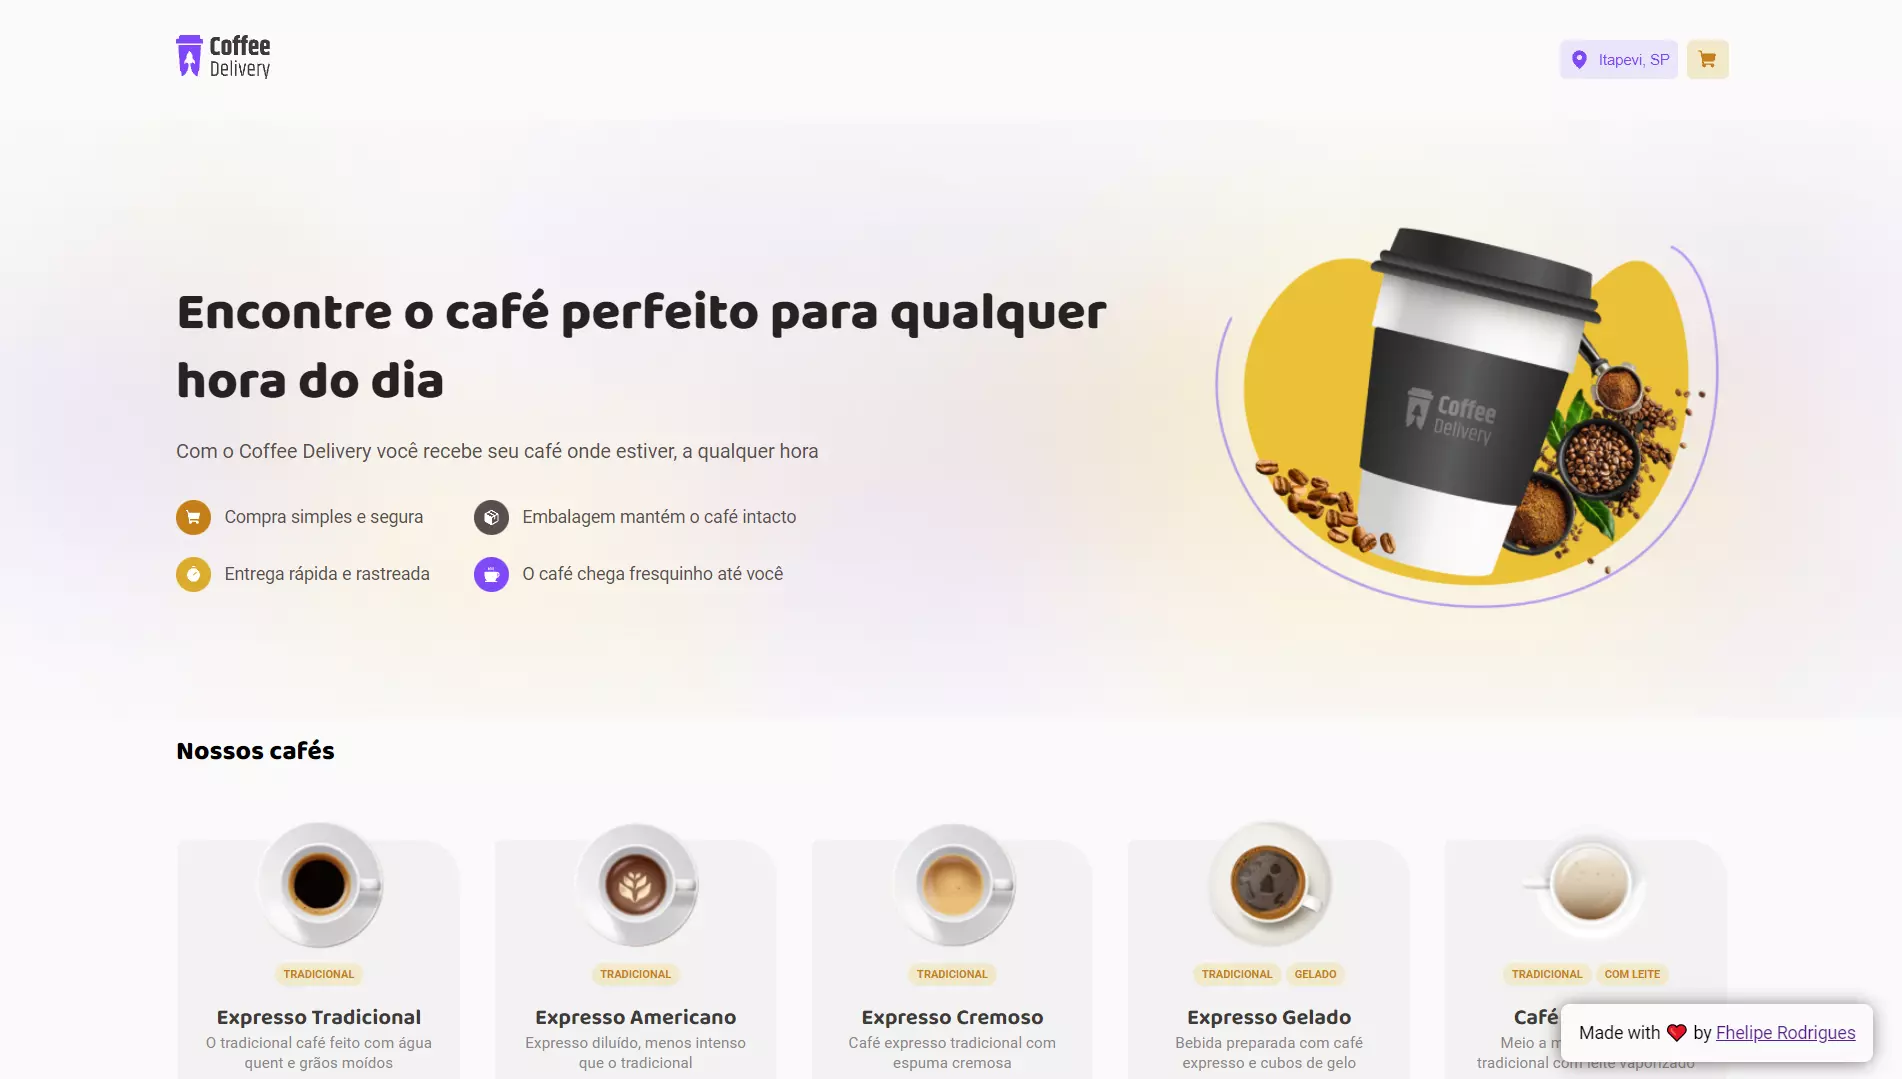 Coffee
Delivery
Itapevi, SP
Encontre o café perfeito para qualquer
hora do dia
Com o Coffee Delivery você recebe seu café onde estiver, a qualquer hora
Compra simples e segura
Embalagem mantém o café intacto
Entrega rápida e rastreada
O café chega fresquinho até você
Coffee
Delivery
Nossos cafés
TRADICIONAL
Expresso Tradicional
O tradicional café feito com água
quent e grãos moídos
TRADICIONAL
Expresso Americano
Expresso diluído, menos intenso
que o tradicional
TRADICIONAL
Expresso Cremoso
Café expresso tradicional com
espuma cremosa
TRADICIONAL GELADO
Expresso Gelado
Bebida preparada com café
expresso e cubos de gelo
TRADICIONAL COM LEITE
Café
Meio a
tradicional com leite vaporizado
Made with ❤️ by Fhelipe Rodrigues